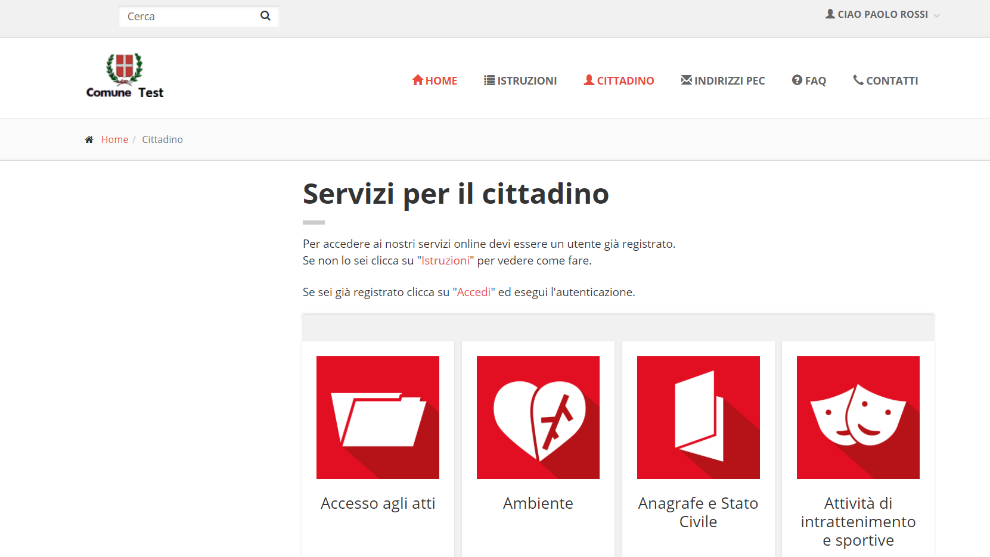 Cerca
CIAO PAOLO ROSSI
Comune Test
HOME ISTRUZIONI CITTADINO INDIRIZZI PEC FAQ CONTATTI
Home / Cittadino
Servizi per il cittadino
Per accedere ai nostri servizi online devi essere un utente già registrato.
Se non lo sei clicca su "Istruzioni" per vedere come fare.
Se sei già registrato clicca su "Accedi" ed esegui l'autenticazione.
Accesso agli atti
Ambiente
Anagrafe e Stato
Civile
Attività di
intrattenimento
e sportive